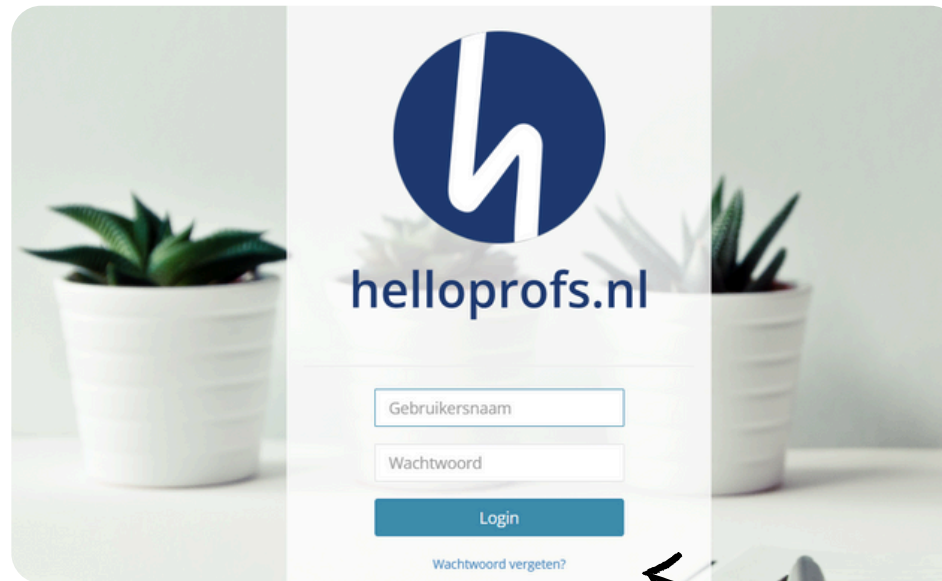 helloprofs.nl
Gebruikersnaam
Wachtwoord
Login
Wachtwoord vergeten?